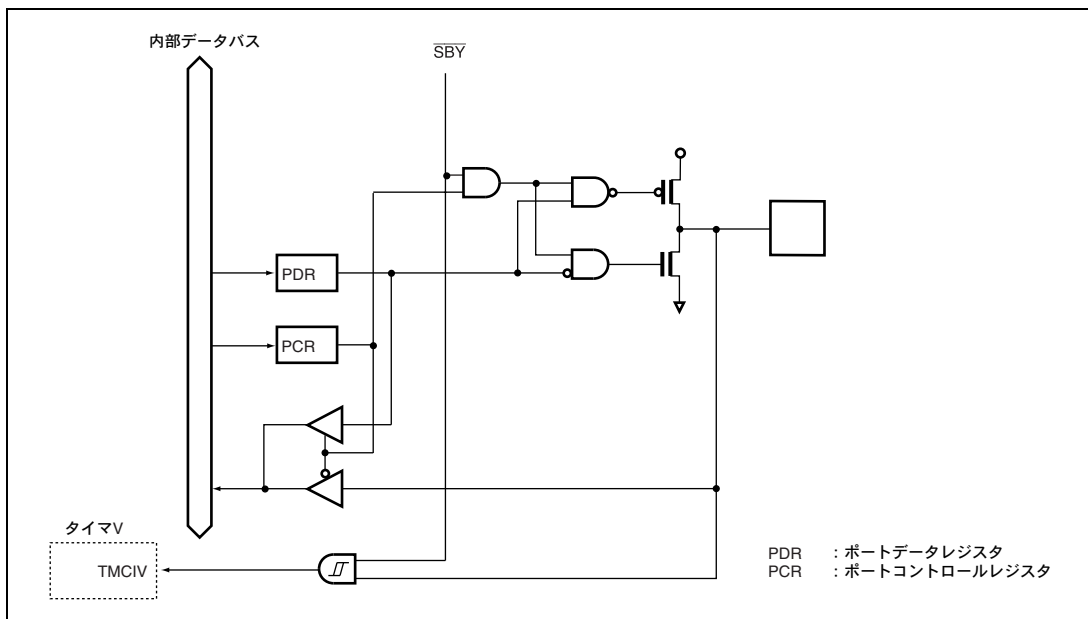 内部データバス
SBY
PDR
PCR
タイマV
TMCIV
PDR :ポートデータレジスタ
PCR :ポートコントロールレジスタ